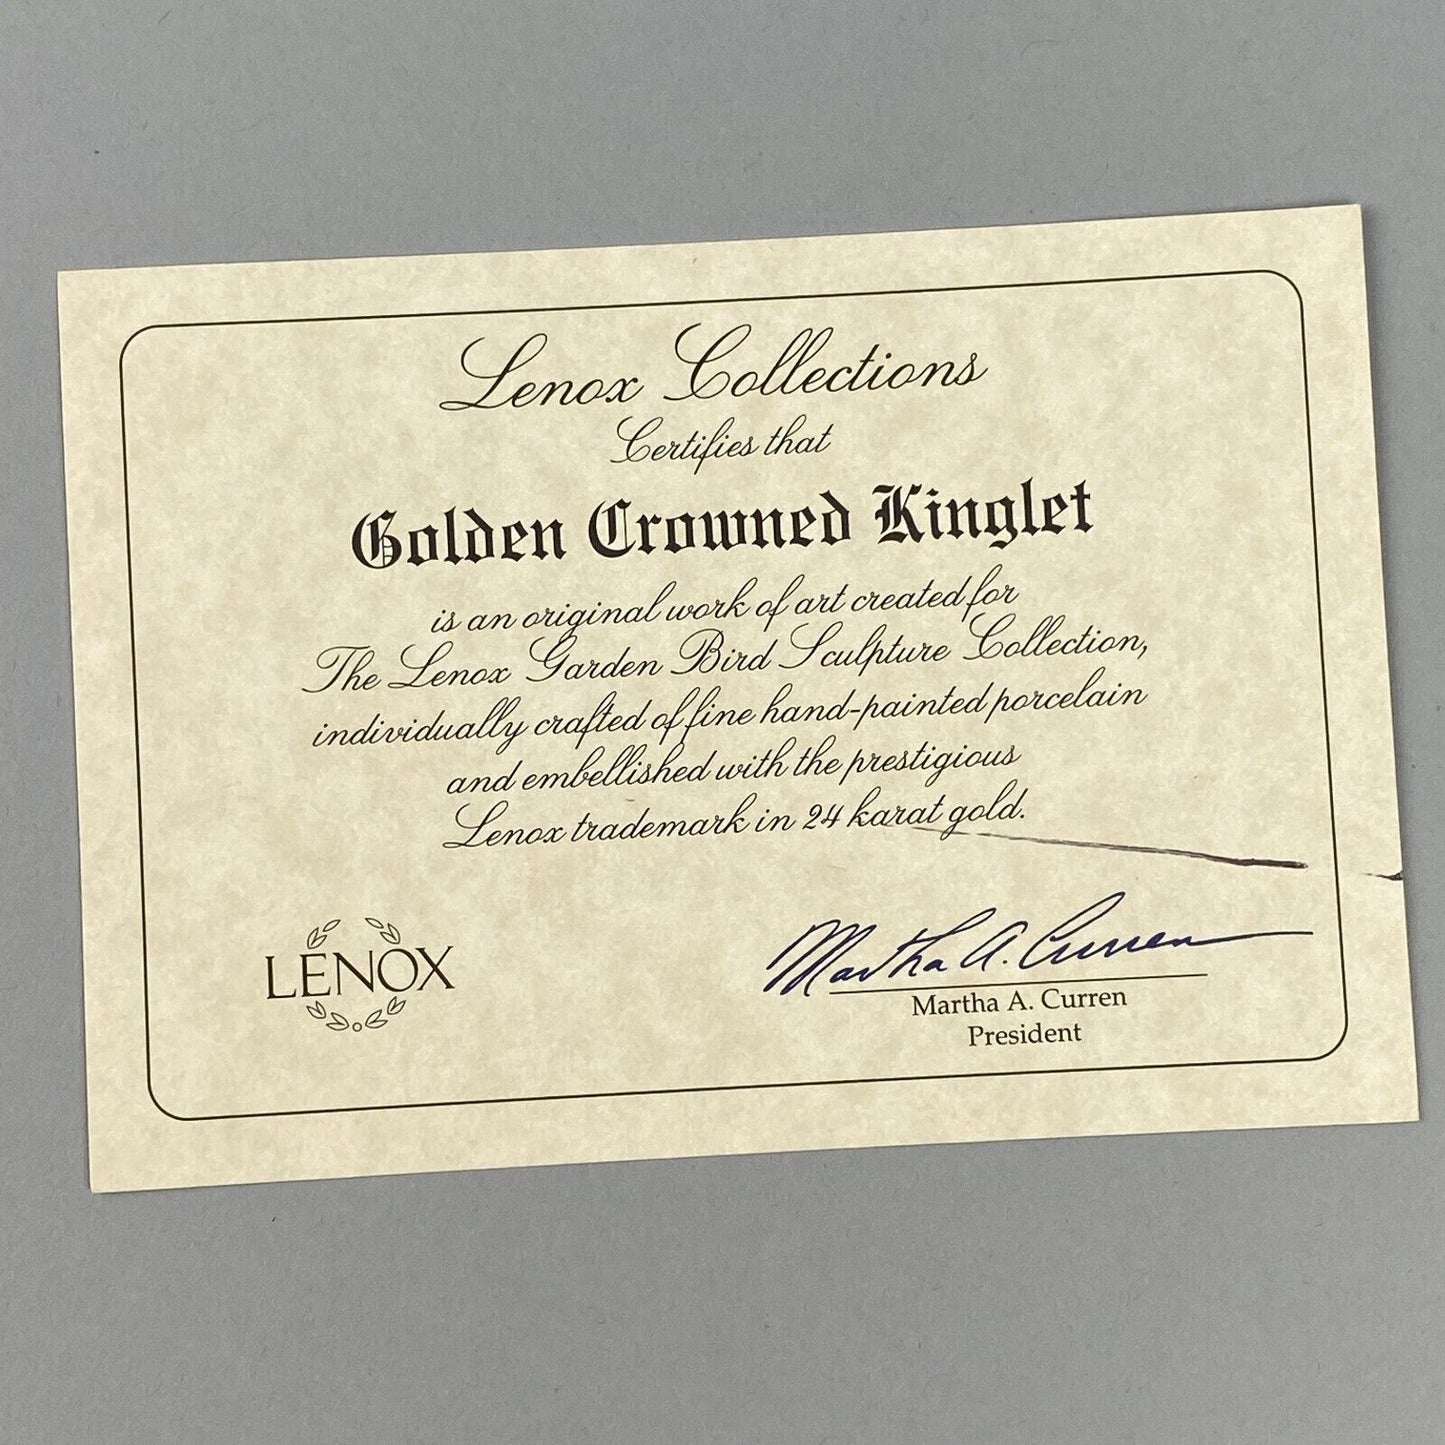 Lenox Collections
Certifies that
Golden Crowned Kinglet
is an original work of art created for
The Lenox Garden Bird Sculpture Collection,
individually crafted of fine hand-painted porcelain
and embellished with the prestigious
Lenox trademark in 24 karat gold.
LENOX
Martha A. Curren
Martha A. Curren
President